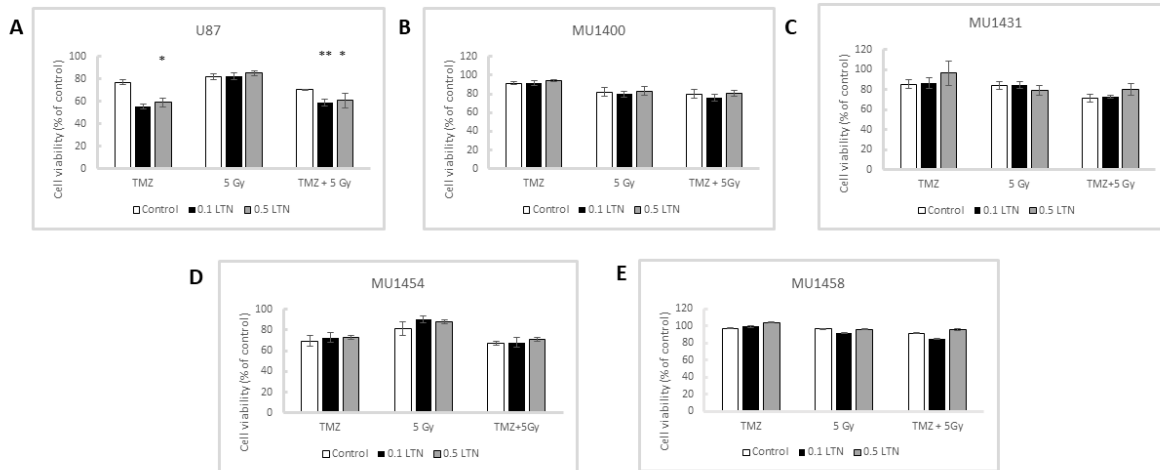 A
U87
Cell viability (% of control)
100
80
60
40
20
0
*
** *
TMZ 5 Gy TMZ + 5 Gy
Control 0.1 LTN 0.5 LTN
B
MU1400
Cell viability (% of control)
140
120
100
80
60
40
20
0
TMZ 5 Gy TMZ + 5Gy
Control 0.1 LTN 0.5 LTN
C
MU1431
Cell viability (% of control)
120
100
80
60
40
20
0
TMZ 5 Gy TMZ+5Gy
Control 0.1 LTN 0.5 LTN
D
MU1454
Cell viability (% of control)
100
80
60
40
20
0
TMZ 5 Gy TMZ+5Gy
Control 0.1 LTN 0.5 LTN
E
MU1458
Cell viability (% of control)
120
100
80
60
40
20
0
TMZ 5 Gy TMZ + 5Gy
Control 0.1 LTN 0.5 LTN